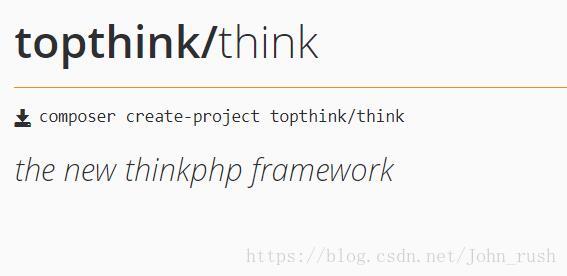 topthink/think
composer create-project topthink/think
the new thinkphp framework
https://blog.csdn.net/John_rush